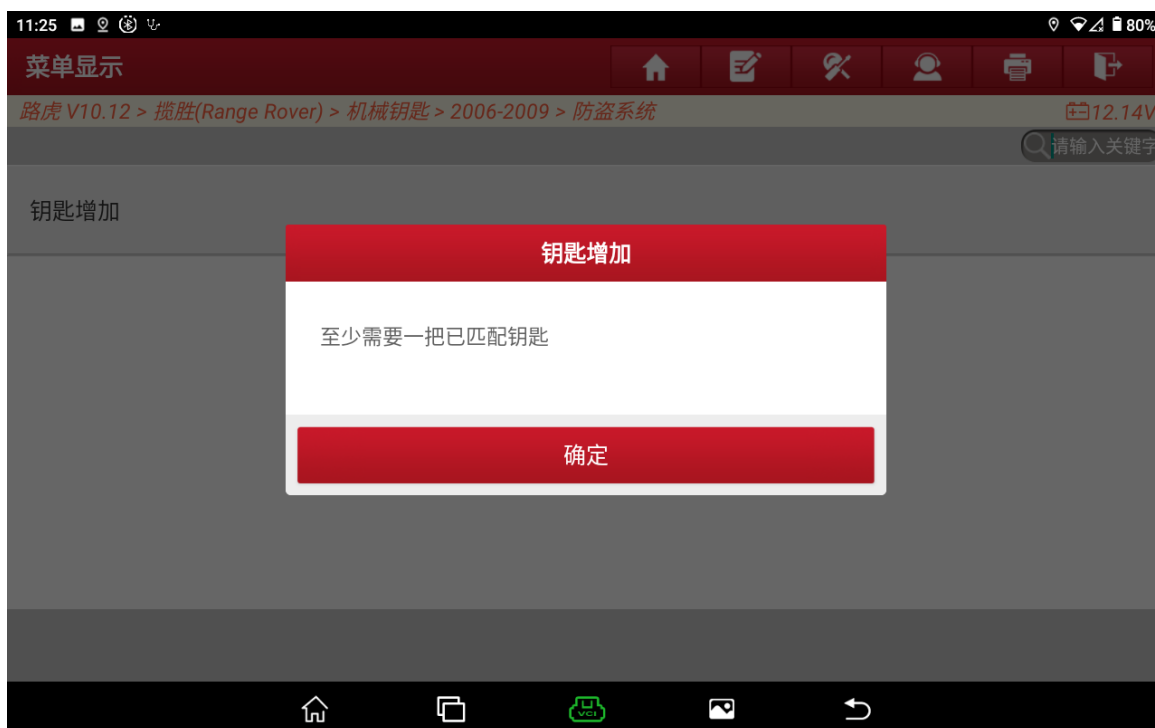 11:25
80%
菜单显示
路虎 V10.12 > 揽胜(Range Rover) > 机械钥匙 > 2006-2009 > 防盗系统
12.14V
请输入关键字
钥匙增加
钥匙增加
至少需要一把已匹配钥匙
确定
VCI